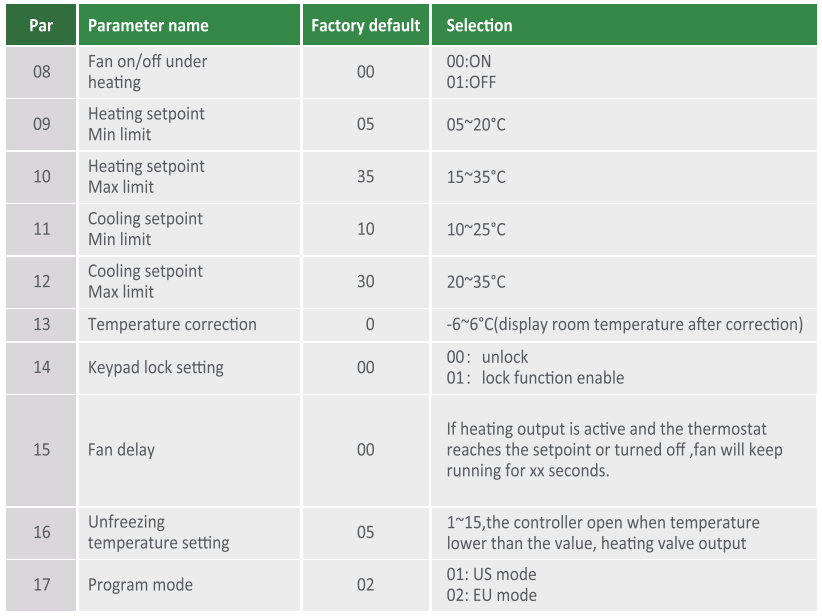 Par Parameter name Factory default Selection
08 Fan on/off under heating 00 00:ON
01:OFF
09 Heating setpoint Min limit 05 05~20°C
10 Heating setpoint Max limit 35 15~35°C
11 Cooling setpoint Min limit 10 10~25°C
12 Cooling setpoint Max limit 30 20~35°C
13 Temperature correction 0 -6~6°C(display room temperature after correction)
14 Keypad lock setting 00 00: unlock
01: lock function enable
15 Fan delay 00 If heating output is active and the thermostat
reaches the setpoint or turned off ,fan will keep
running for xx seconds.
16 Unfreezing temperature setting 05 1~15,the controller open when temperature
lower than the value, heating valve output
17 Program mode 02 01: US mode
02: EU mode